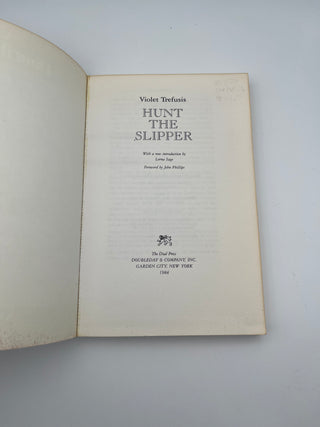 Violet Trefusis
HUNT
THE
SLIPPER
With a new introduction by
Lorna Sage
Foreword by John Phillips
The Dial Press
DOUBLEDAY & COMPANY, INC.
GARDEN CITY, NEW YORK
1984